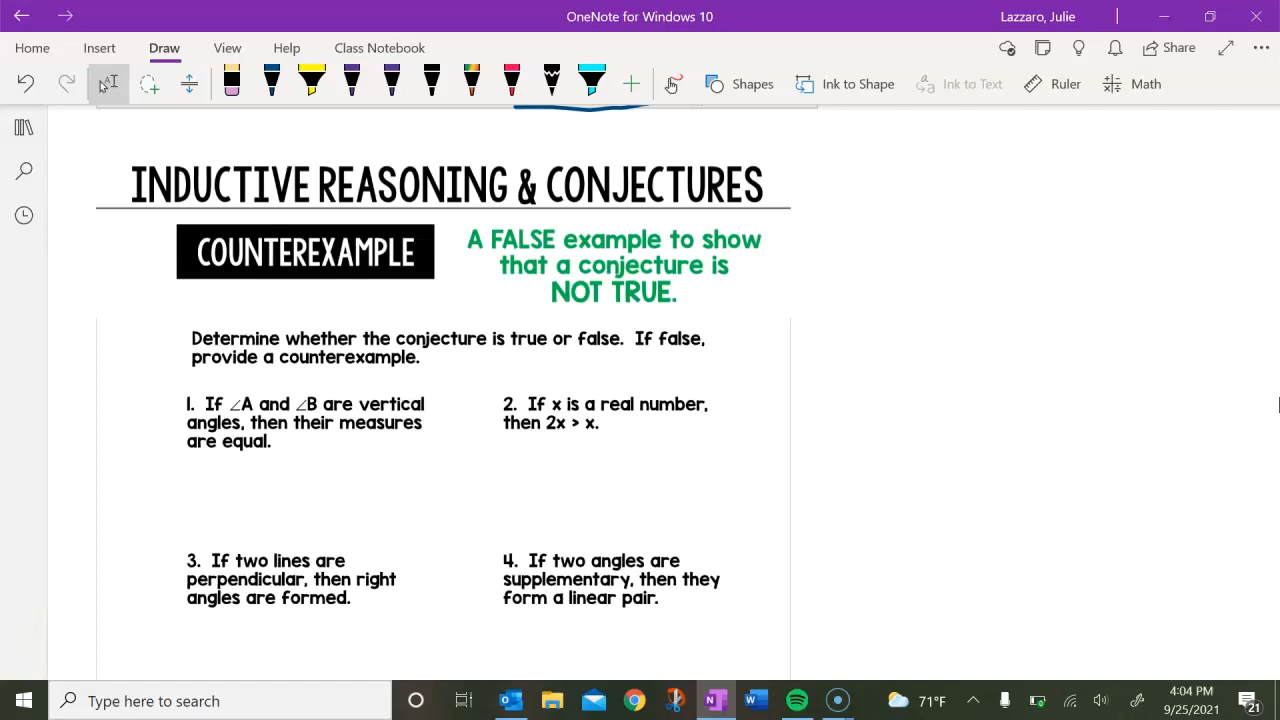 OneNote for Windows 10
Lazzaro, Julie
Home Insert Draw View Help Class Notebook
Share
Shapes Ink to Shape Ink to Text Ruler Math
INDUCTIVE REASONING & CONJECTURES
COUNTEREXAMPLE
A FALSE example to show
that a conjecture is
NOT TRUE.
Determine whether the conjecture is true or false. If false,
provide a counterexample.
1. If ∠A and ∠B are vertical
angles, then their measures
are equal.
2. If x is a real number,
then 2x > x.
3. If two lines are
perpendicular, then right
angles are formed.
4. If two angles are
supplementary, then they
form a linear pair.
Type here to search
71°F
4:04 PM
9/25/2021
21